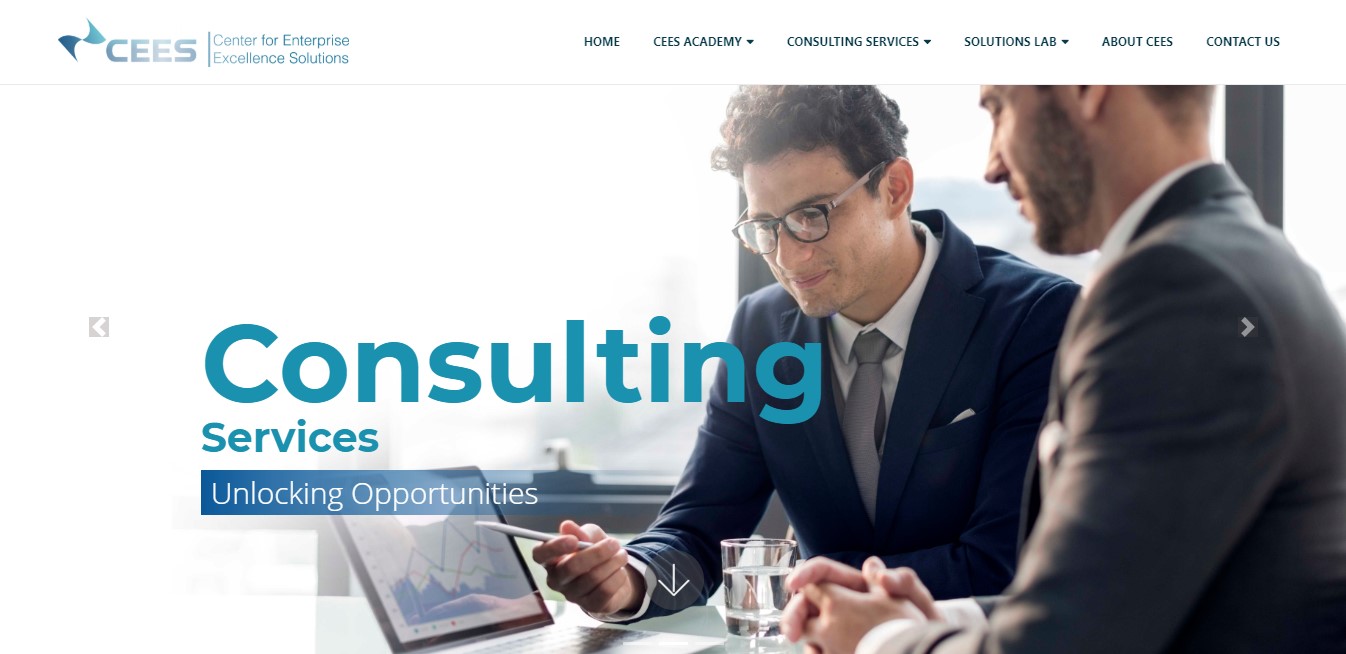 CEES
Center for Enterprise
Excellence Solutions
HOME
CEES ACADEMY
CONSULTING SERVICES
SOLUTIONS LAB
ABOUT CEES
CONTACT US
Consulting
Services
Unlocking Opportunities